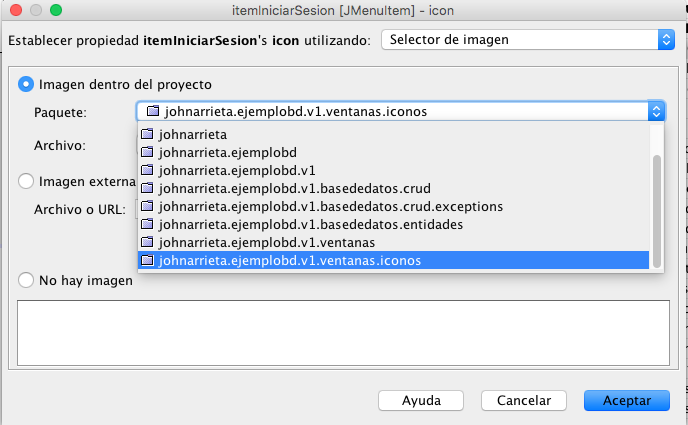 itemIniciarSesion [JMenuItem] - icon
Establecer propiedad itemIniciarSesion's icon utilizando: Selector de imagen
Imagen dentro del proyecto
Paquete: johnarrieta.ejemplobd.v1.ventanas.iconos
johnarrieta
Archivo: johnarrieta.ejemplobd
johnarrieta.ejemplobd.v1
Imagen externa johnarrieta.ejemplobd.v1.basededatos.crud
johnarrieta.ejemplobd.v1.basededatos.crud.exceptions
Archivo o URL: johnarrieta.ejemplobd.v1.basededatos.entidades
johnarrieta.ejemplobd.v1.ventanas
johnarrieta.ejemplobd.v1.ventanas.iconos
No hay imagen
Ayuda Cancelar Aceptar